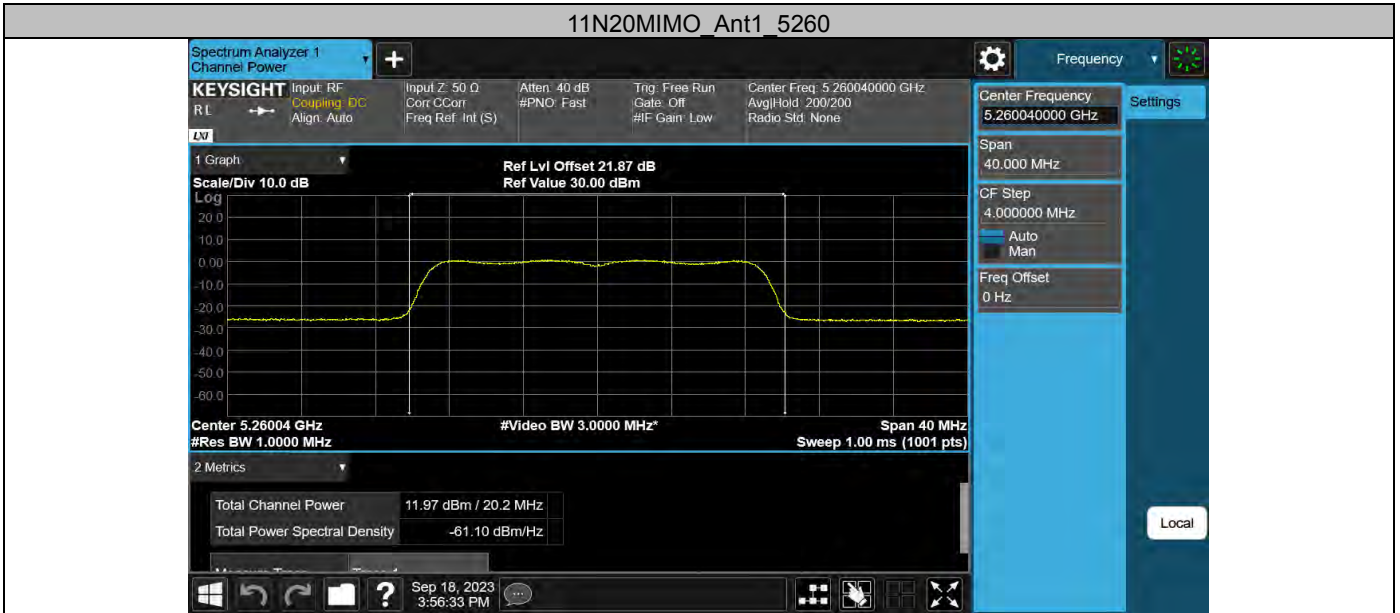 11N20MIMO_Ant1_5260
Spectrum Analyzer 1
Channel Power
Frequency
KEYSIGHT
RL
LXI
Input: RF
Coupling: DC
Align: Auto
Input Z: 50 Ω
Corr CCorr
Freq Ref: Int (S)
Atten: 40 dB
#PNO: Fast
Trig: Free Run
Gate: Off
#IF Gain: Low
Center Freq: 5.260040000 GHz
Avg|Hold: 200/200
Radio Std: None
Center Frequency
5.260040000 GHz
Settings
Span
40.000 MHz
CF Step
4.000000 MHz
Auto
Man
Freq Offset
0 Hz
1 Graph
Scale/Div 10.0 dB
Ref Lvl Offset 21.87 dB
Ref Value 30.00 dBm
Log
20.0
10.0
0.00
-10.0
-20.0
-30.0
-40.0
-50.0
-60.0
Center 5.26004 GHz
#Video BW 3.0000 MHz*
Span 40 MHz
#Res BW 1.0000 MHz
Sweep 1.00 ms (1001 pts)
2 Metrics
Total Channel Power 11.97 dBm / 20.2 MHz
Total Power Spectral Density -61.10 dBm/Hz
Local
?
Sep 18, 2023
3:56:33 PM